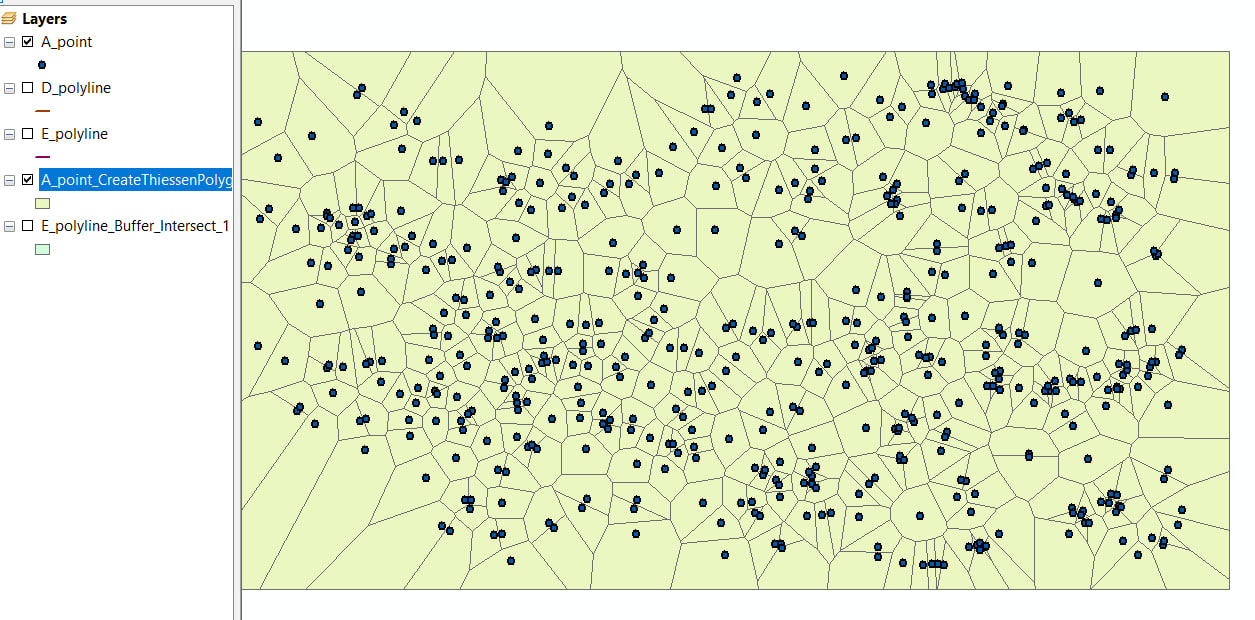 Layers
A_point
D_polyline
E_polyline
A_point_CreateThiessenPolyg
E_polyline_Buffer_Intersect_1